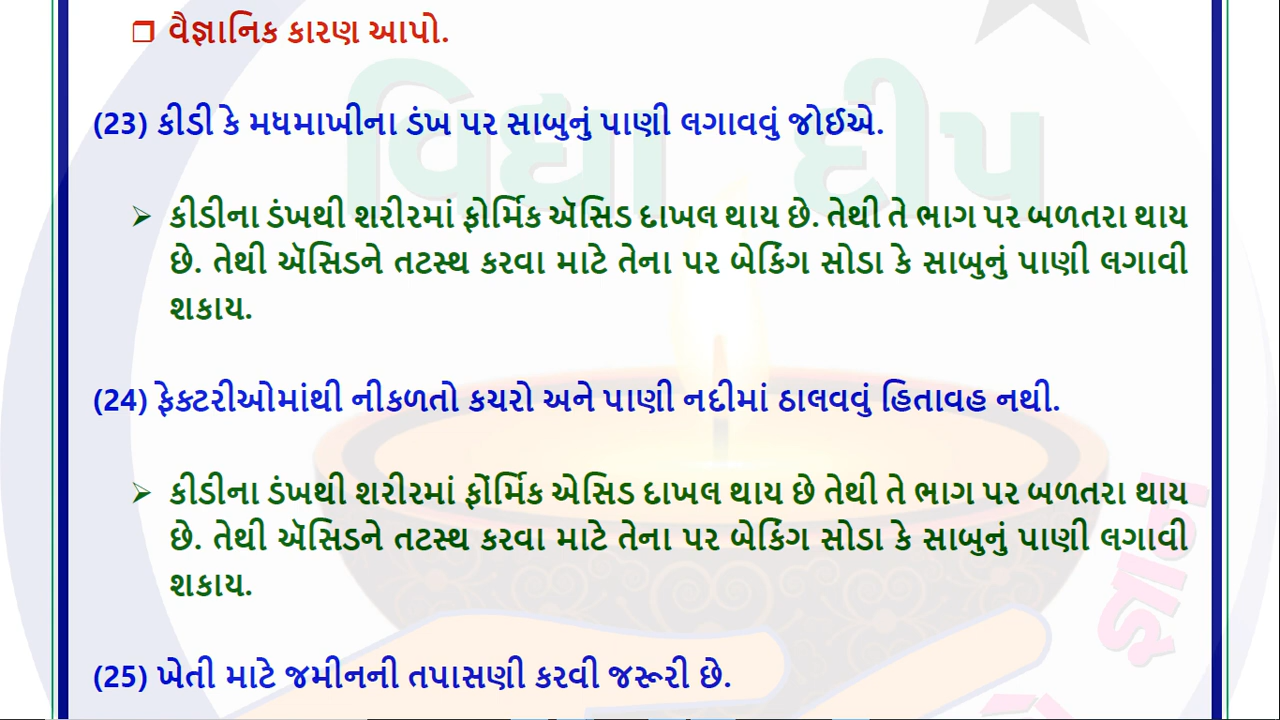 ❐ વૈજ્ઞાનિક કારણ આપો.
(23) કીડી કે મધમાખીના ડંખ પર સાબુનું પાણી લગાવવું જોઈએ.
➢ કીડીના ડંખથી શરીરમાં ફોર્મિક ઍસિડ દાખલ થાય છે. તેથી તે ભાગ પર બળતરા થાય
છે. તેથી ઍસિડને તટસ્થ કરવા માટે તેના પર બેકિંગ સોડા કે સાબુનું પાણી લગાવી
શકાય.
(24) ફેક્ટરીઓમાંથી નીકળતો કચરો અને પાણી નદીમાં ઠાલવવું હિતાવહ નથી.
➢ કીડીના ડંખથી શરીરમાં ફોંર્મિક એસિડ દાખલ થાય છે તેથી તે ભાગ પર બળતરા થાય
છે. તેથી ઍસિડને તટસ્થ કરવા માટે તેના પર બેકિંગ સોડા કે સાબુનું પાણી લગાવી
શકાય.
(25) ખેતી માટે જમીનની તપાસણી કરવી જરૂરી છે.
વિદ્યા દીપ